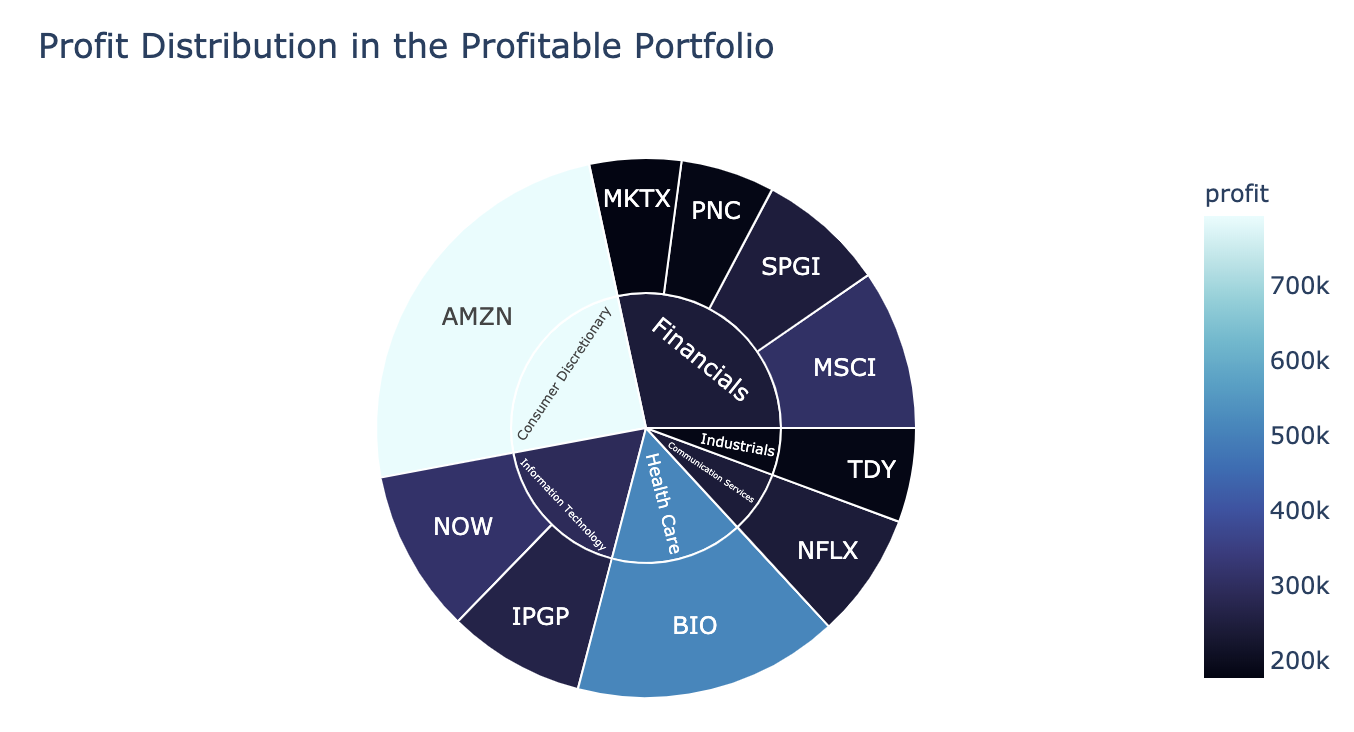 Profit Distribution in the Profitable Portfolio
profit
MKTX
PNC
SPGI
MSCI
AMZN
Consumer Discretionary
Financials
Industrials
TDY
Communication Services
NFLX
Health Care
BIO
Information Technology
NOW
IPGP
700k
600k
500k
400k
300k
200k